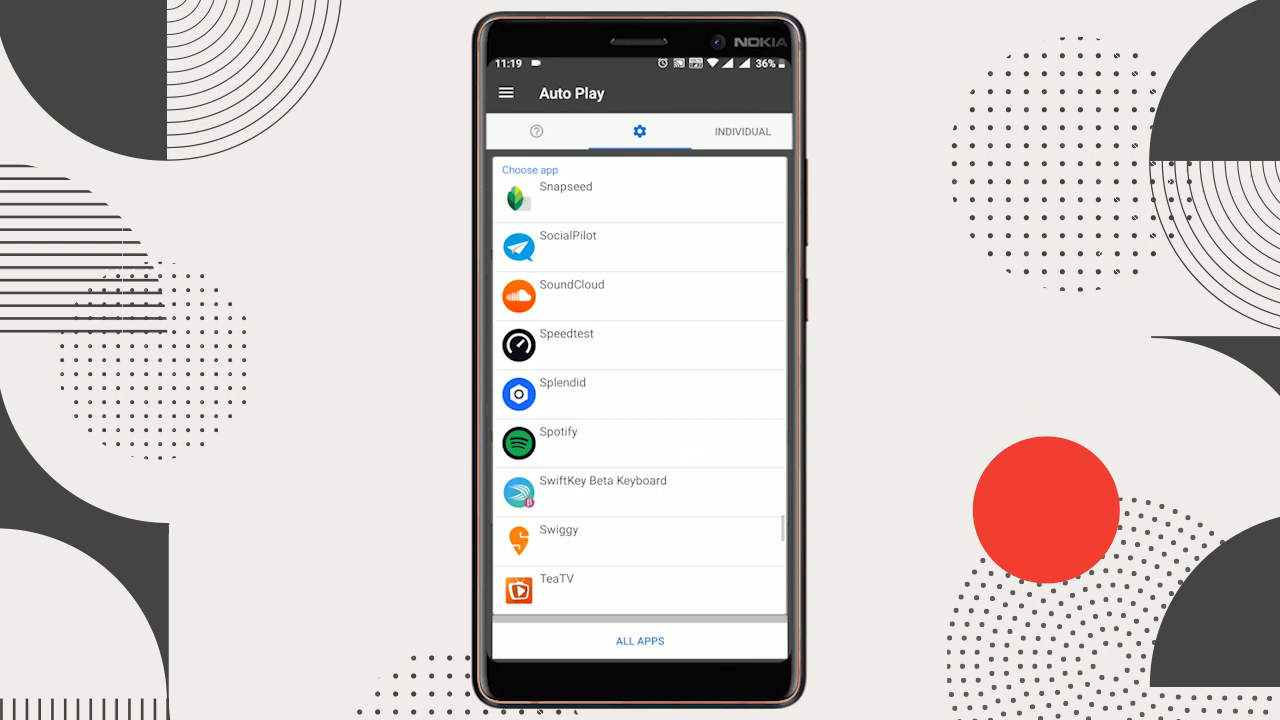 NOKIA
11:19
36%
Auto Play
INDIVIDUAL
Choose app
Snapseed
SocialPilot
SoundCloud
Speedtest
Splendid
Spotify
SwiftKey Beta Keyboard
Swiggy
TeaTV
ALL APPS